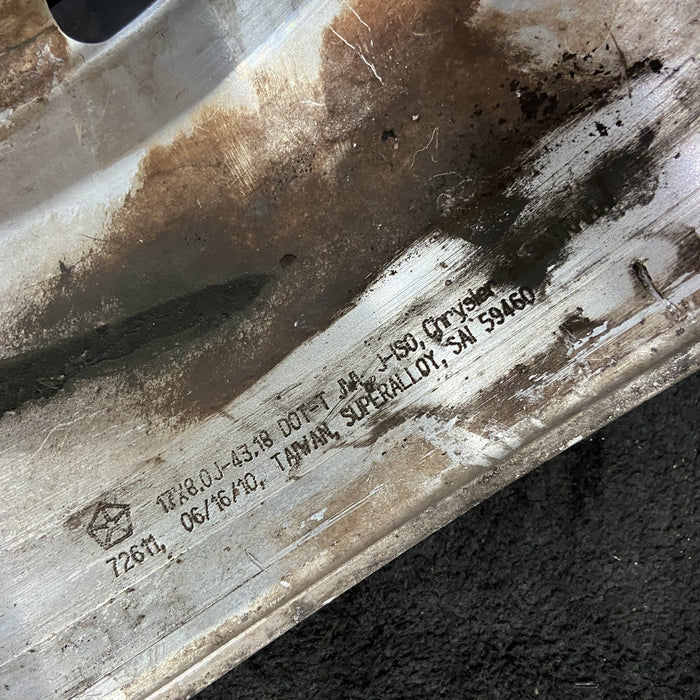 17X8.0J-43.18 DOT-T JWL J-ISO, Chrysler
72611, 06/16/10, TAIWAN, SUPERALLOY, SAI 59460